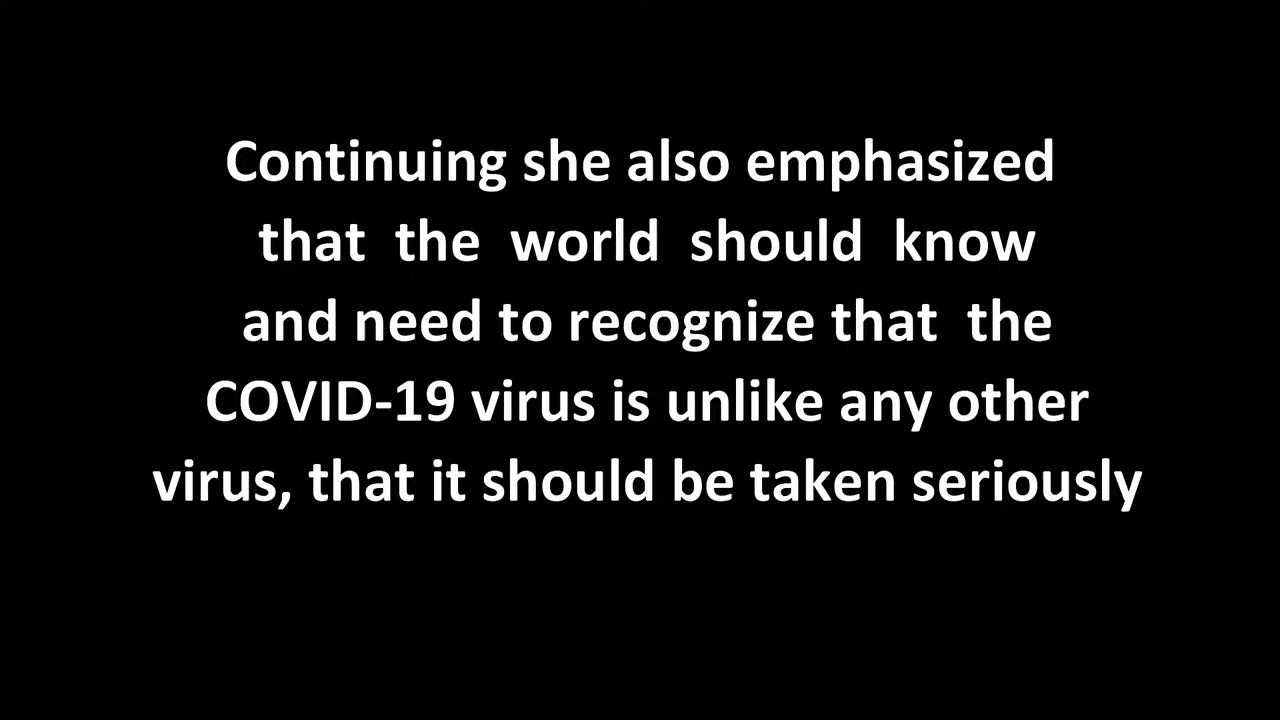 Continuing she also emphasized
that the world should know
and need to recognize that the
COVID-19 virus is unlike any other
virus, that it should be taken seriously